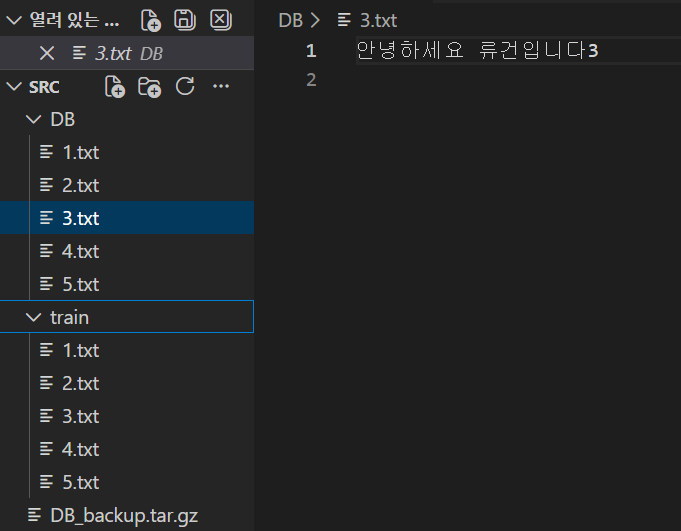 열려 있는 ...
3.txt DB
SRC
DB
1.txt
2.txt
3.txt
4.txt
5.txt
train
1.txt
2.txt
3.txt
4.txt
5.txt
DB_backup.tar.gz
DB > 3.txt
1 안녕하세요 류건입니다3
2